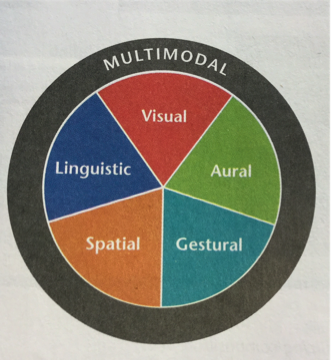 MULTIMODAL
Visual
Linguistic
Aural
Spatial
Gestural